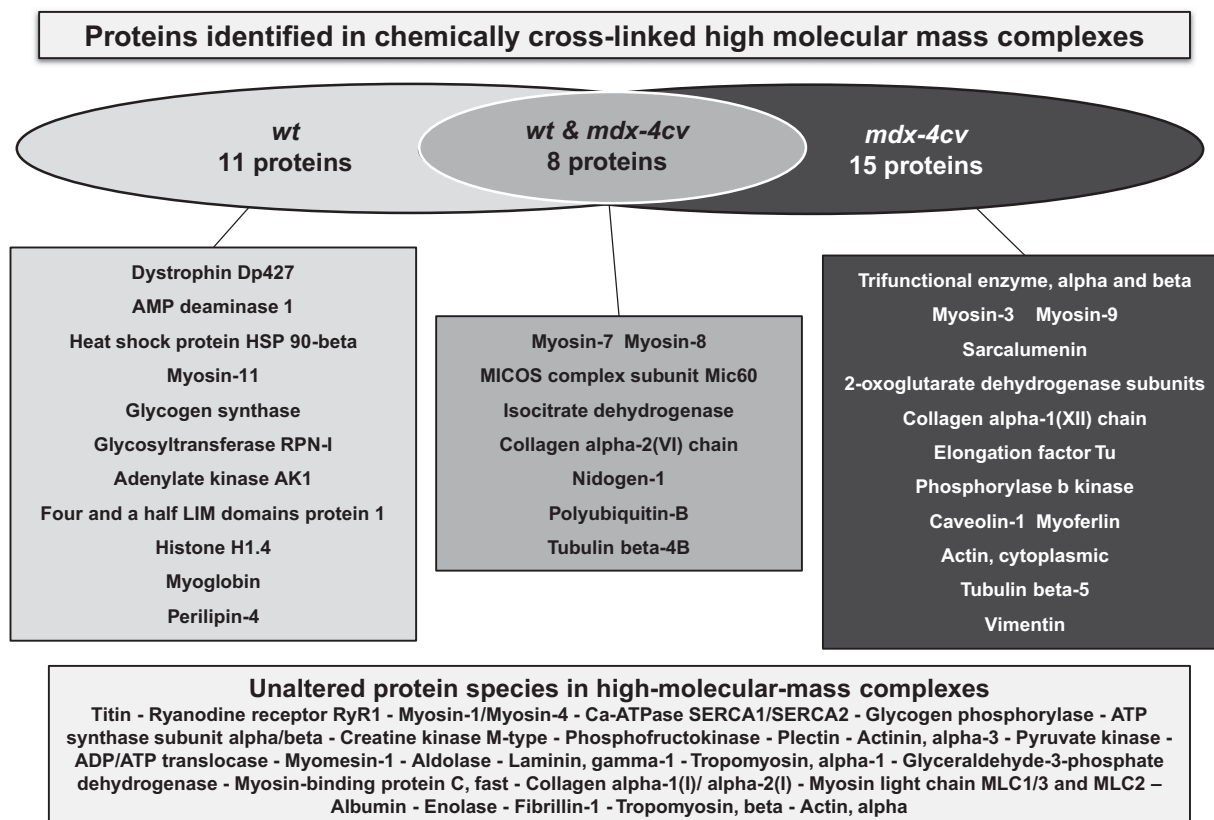 Proteins identified in chemically cross-linked high molecular mass complexes
wt
11 proteins
wt & mdx-4cv
8 proteins
mdx-4cv
15 proteins
Dystrophin Dp427
AMP deaminase 1
Heat shock protein HSP 90-beta
Myosin-11
Glycogen synthase
Glycosyltransferase RPN-I
Adenylate kinase AK1
Four and a half LIM domains protein 1
Histone H1.4
Myoglobin
Perilipin-4
Myosin-7 Myosin-8
MICOS complex subunit Mic60
Isocitrate dehydrogenase
Collagen alpha-2(VI) chain
Nidogen-1
Polyubiquitin-B
Tubulin beta-4B
Trifunctional enzyme, alpha and beta
Myosin-3 Myosin-9
Sarcalumenin
2-oxoglutarate dehydrogenase subunits
Collagen alpha-1(XII) chain
Elongation factor Tu
Phosphorylase b kinase
Caveolin-1 Myoferlin
Actin, cytoplasmic
Tubulin beta-5
Vimentin
Unaltered protein species in high-molecular-mass complexes
Titin - Ryanodine receptor RyR1 - Myosin-1/Myosin-4 - Ca-ATPase SERCA1/SERCA2 - Glycogen phosphorylase - ATP
synthase subunit alpha/beta - Creatine kinase M-type - Phosphofructokinase - Plectin - Actinin, alpha-3 - Pyruvate kinase -
ADP/ATP translocase - Myomesin-1 - Aldolase - Laminin, gamma-1 - Tropomyosin, alpha-1 - Glyceraldehyde-3-phosphate
dehydrogenase - Myosin-binding protein C, fast - Collagen alpha-1(I)/ alpha-2(I) - Myosin light chain MLC1/3 and MLC2 –
Albumin - Enolase - Fibrillin-1 - Tropomyosin, beta - Actin, alpha